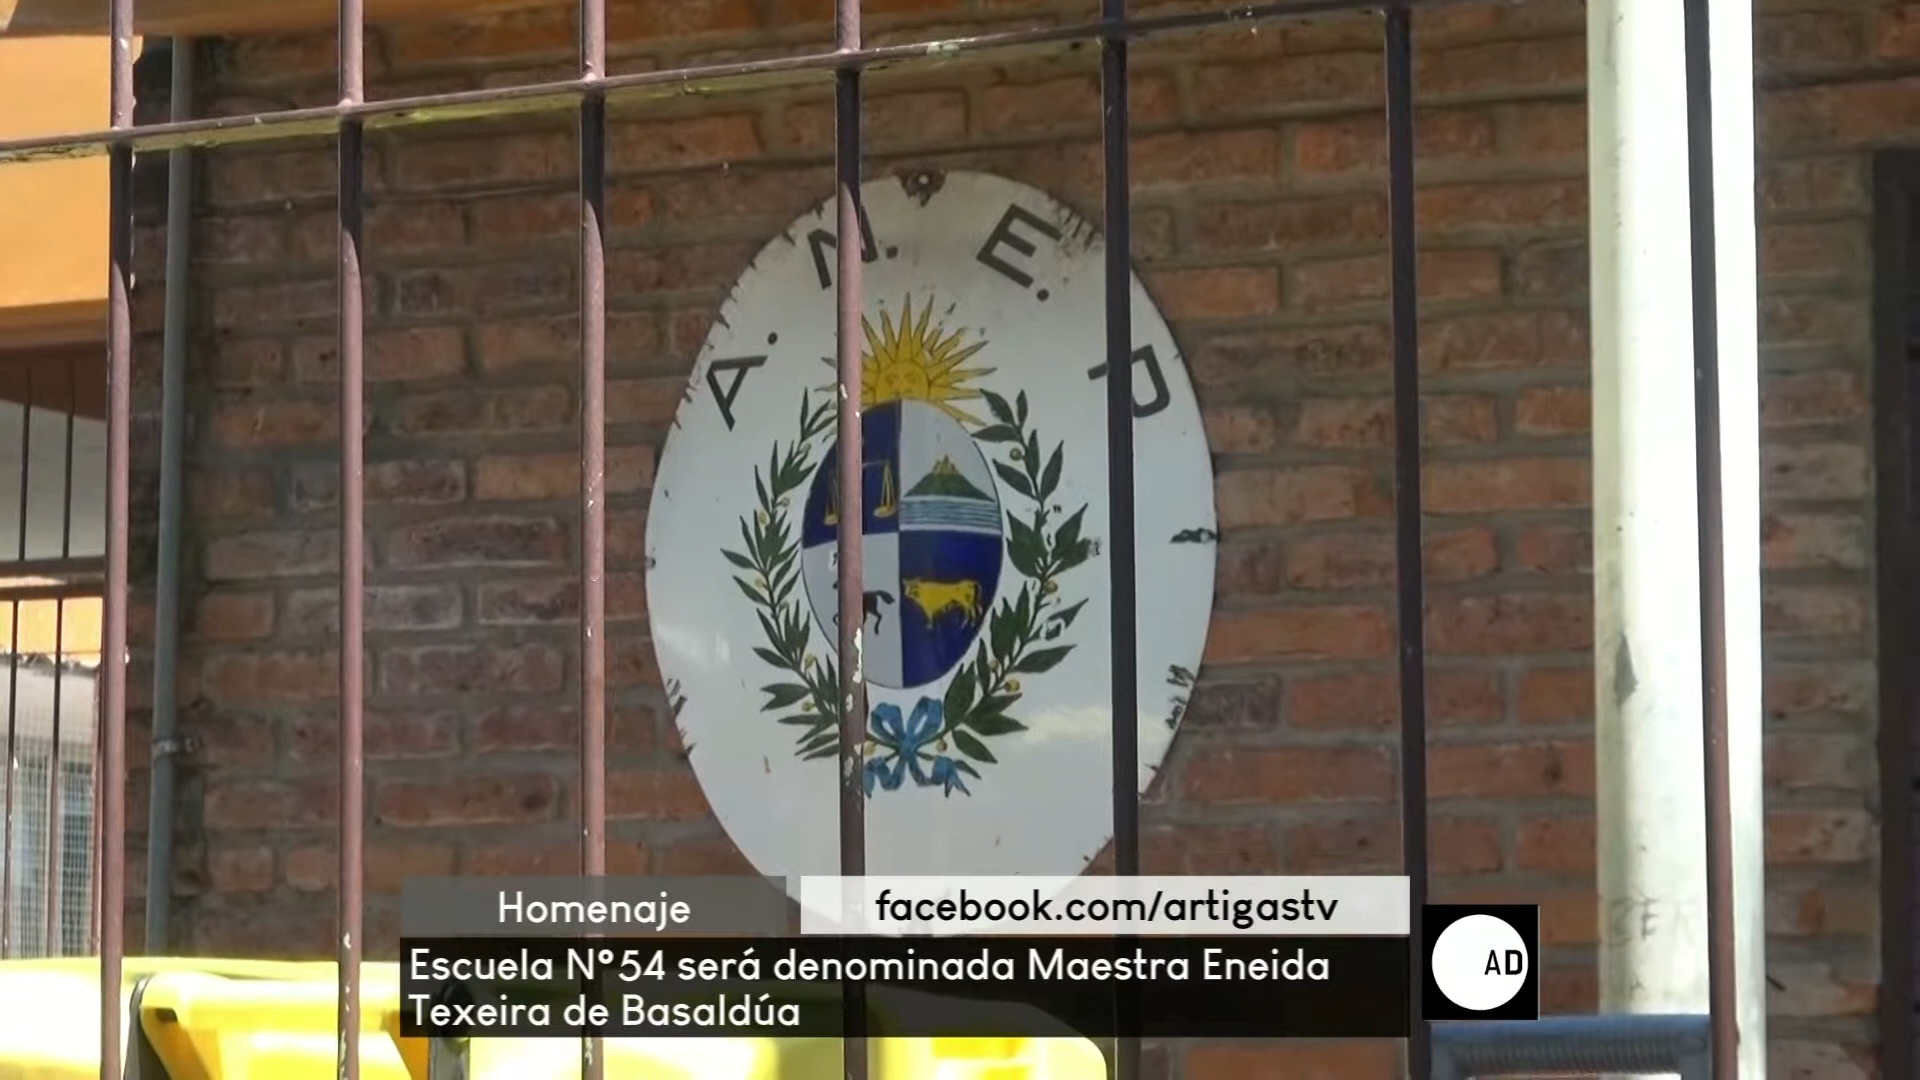 A. N. E. P
Homenaje
facebook.com/artigastv
Escuela N°54 será denominada Maestra Eneida
Texeira de Basaldúa
AD